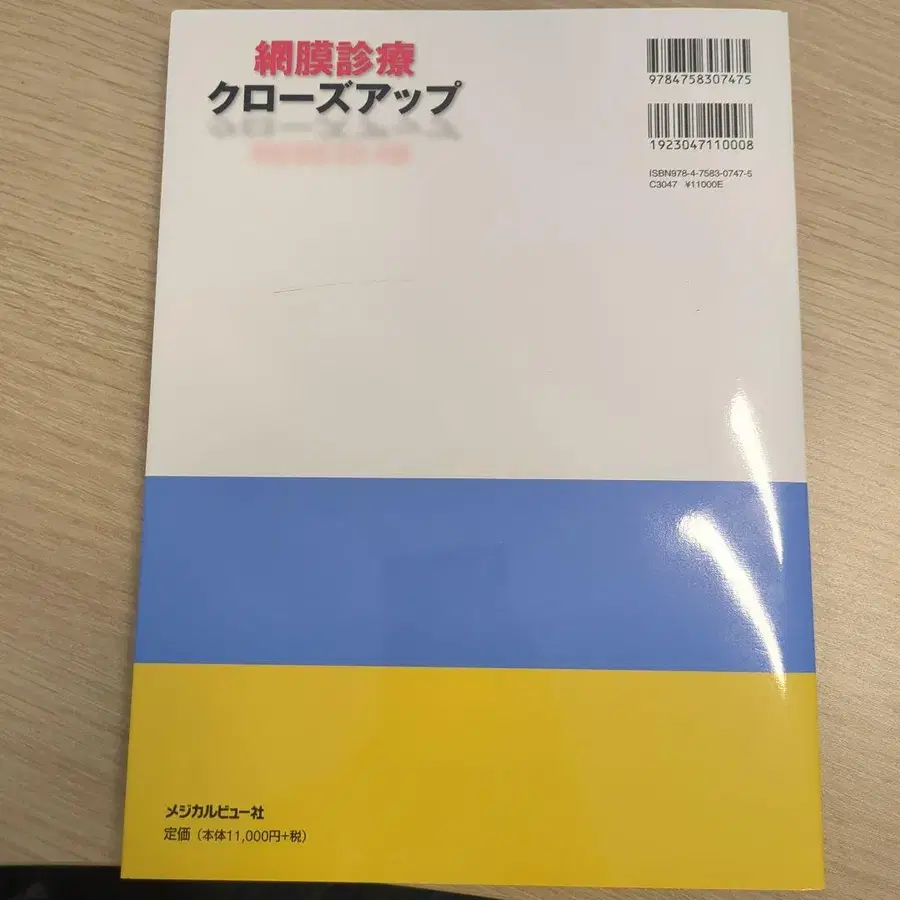 網膜診療
クローズアップ
9784758307475
1923047110008
ISBN978-4-7583-0747-5
C3047 ¥11000E
メジカルビュー社
定価（本体11,000円+税）